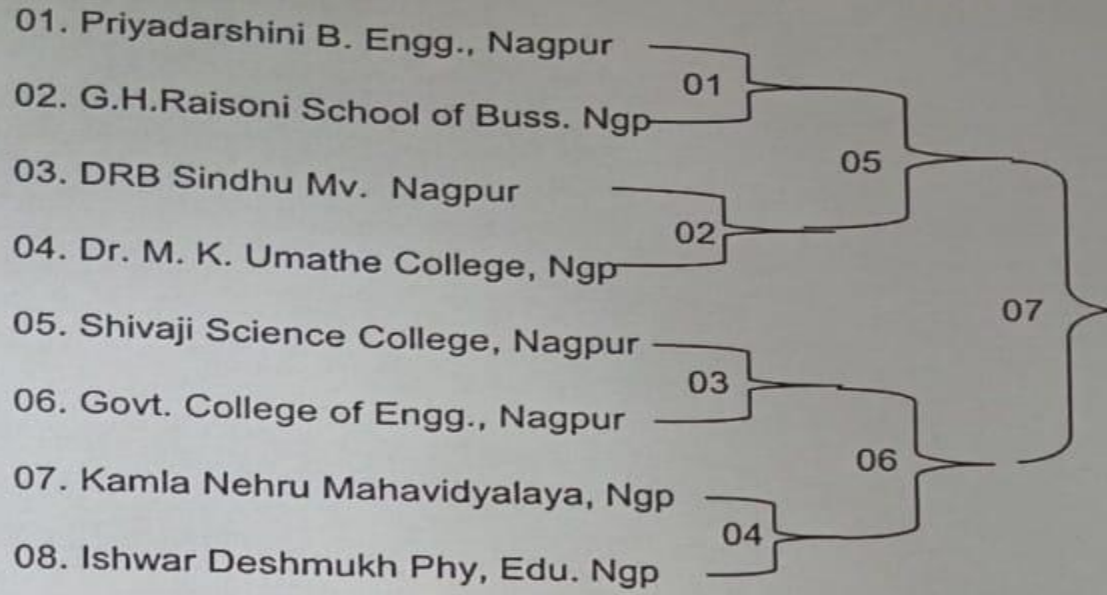 01. Priyadarshini B. Engg., Nagpur
01
02. G.H.Raisoni School of Buss. Ngp
05
03. DRB Sindhu Mv. Nagpur
02
04. Dr. M. K. Umathe College, Ngp
07
05. Shivaji Science College, Nagpur
03
06. Govt. College of Engg., Nagpur
06
07. Kamla Nehru Mahavidyalaya, Ngp
04
08. Ishwar Deshmukh Phy, Edu. Ngp